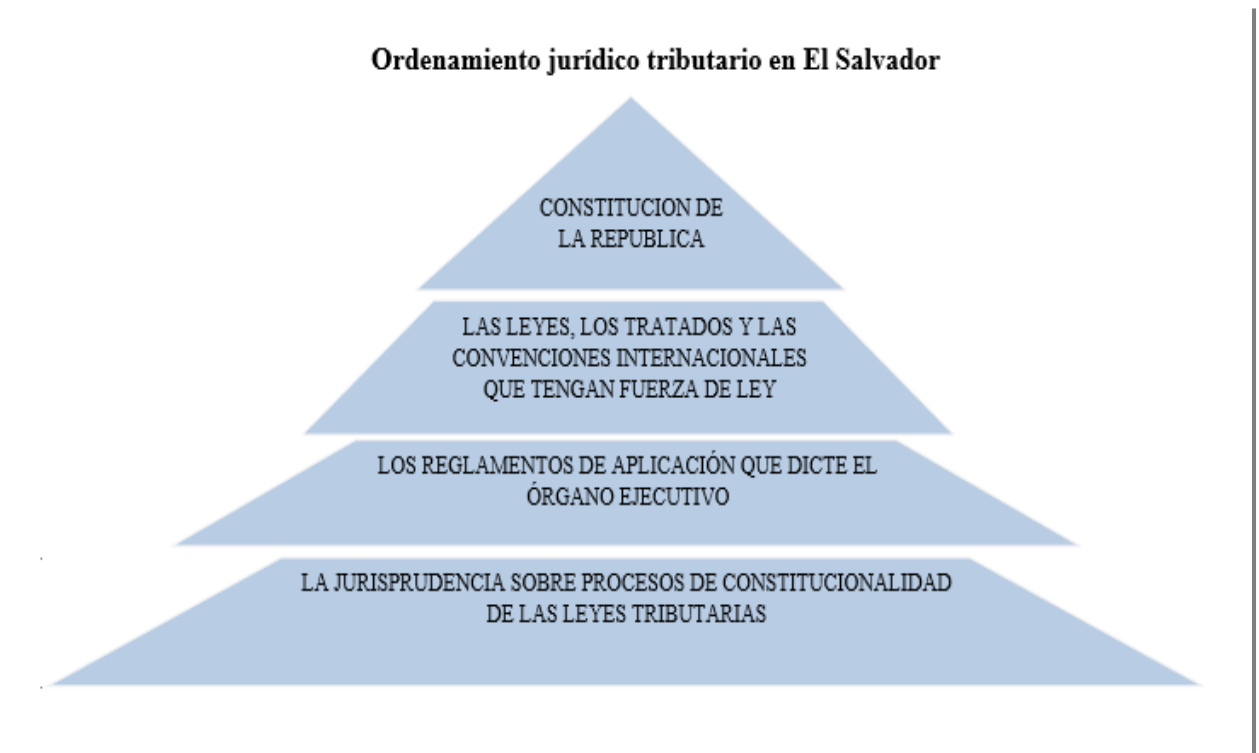 Ordenamiento jurídico tributario en El Salvador
CONSTITUCION DE
LA REPUBLICA
LAS LEYES, LOS TRATADOS Y LAS
CONVENCIONES INTERNACIONALES
QUE TENGAN FUERZA DE LEY
LOS REGLAMENTOS DE APLICACIÓN QUE DICTE EL
ÓRGANO EJECUTIVO
LA JURISPRUDENCIA SOBRE PROCESOS DE CONSTITUCIONALIDAD
DE LAS LEYES TRIBUTARIAS